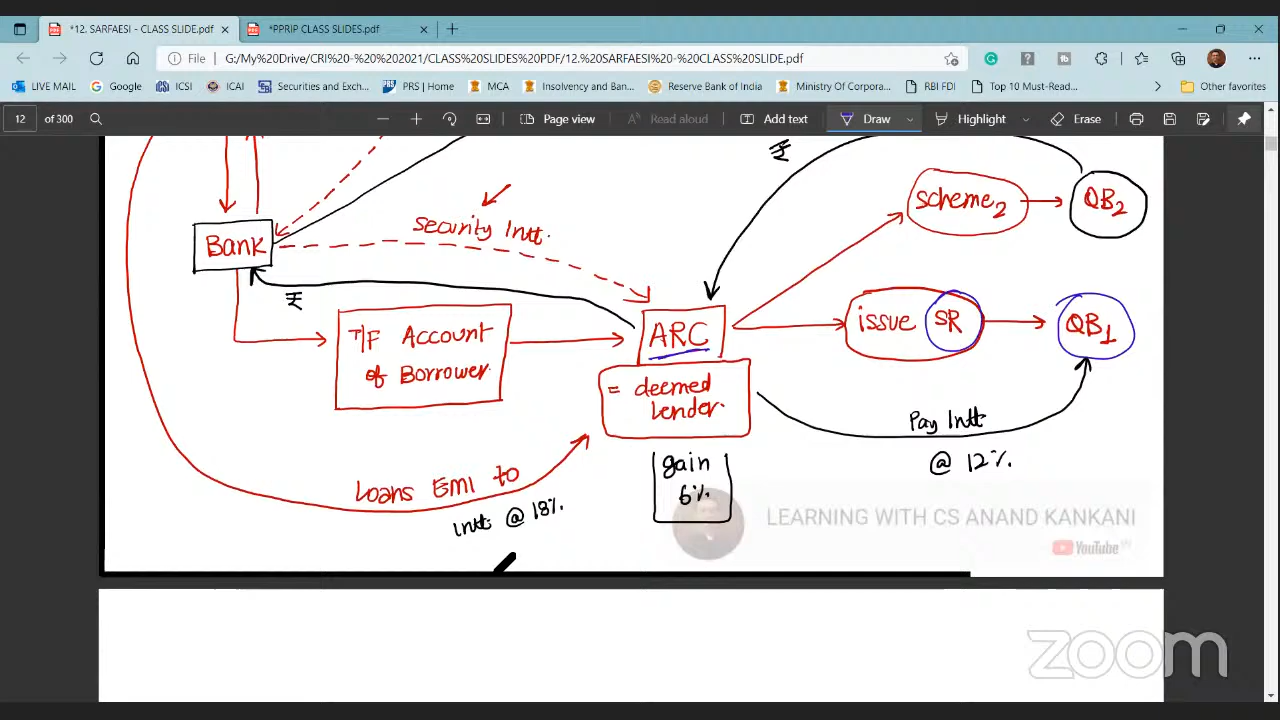 *12. SARFAESI - CLASS SLIDE.pdf
*PPRIP CLASS SLIDES.pdf
File
G:/My%20Drive/CRI%20-%20%202021/CLASS%20SLIDES%20PDF/12.%20SARFAESI%20-%20CLASS%20SLIDE.pdf
LIVE MAIL
Google
ICSI
ICAI
Securities and Exch...
PRS | Home
MCA
Insolvency and Ban...
Reserve Bank of India
Ministry Of Corpora...
RBI FDI
Top 10 Must-Read...
Other favorites
12 of 300
Page view
Read aloud
Add text
Draw
Highlight
Erase
₹
scheme2
QB2
Security Intt.
Bank
₹
T/F Account
of Borrower.
ARC
issue SR
QB1
= deemed
lender.
Pay Intt
@ 12%.
gain
6%.
Loans EMI to
Intt @ 18%.
LEARNING WITH CS ANAND KANKANI
YouTube
zoom